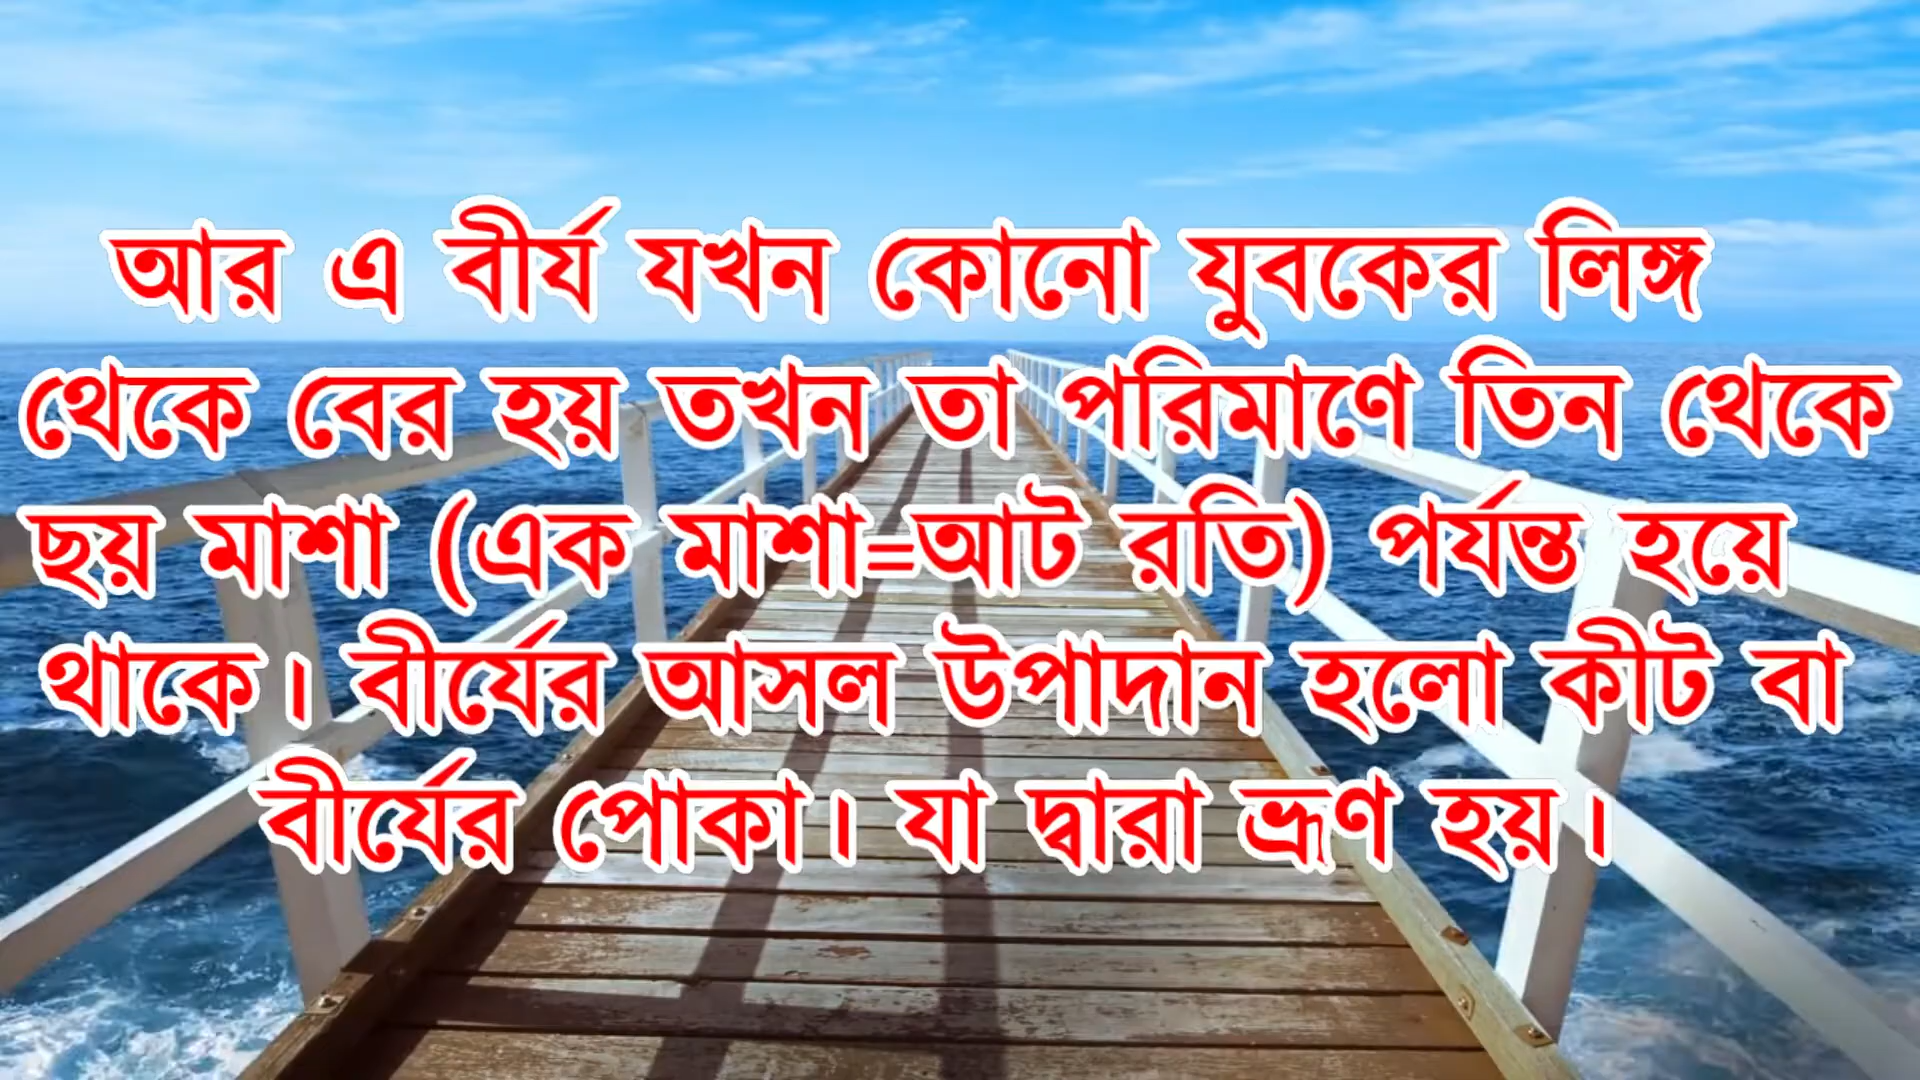 আর এ বীর্য যখন কোনো যুবকের লিঙ্গ
থেকে বের হয় তখন তা পরিমাণে তিন থেকে
ছয় মাশা (এক মাশা=আট রতি) পর্যন্ত হয়ে
থাকে। বীর্যের আসল উপাদান হলো কীট বা
বীর্যের পোকা। যা দ্বারা ভ্রূণ হয়।